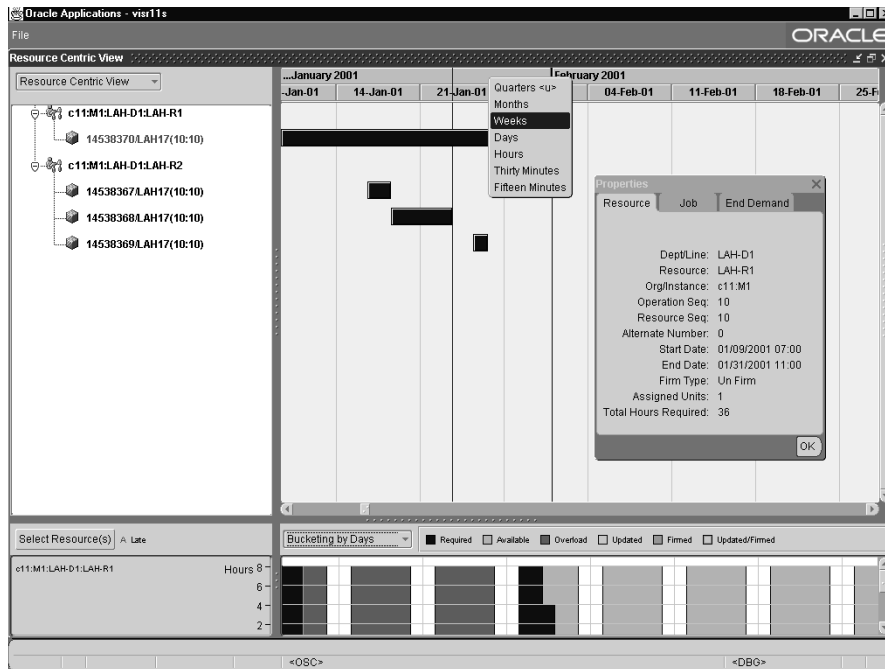 Oracle Applications - visr11s
File
ORACLE
Resource Centric View
Resource Centric View
...January 2001
February 2001
-Jan-01
14-Jan-01
21-Jan-01
04-Feb-01
11-Feb-01
18-Feb-01
25-F
Quarters <u>
Months
Weeks
Days
Hours
Thirty Minutes
Fifteen Minutes
c11:M1:LAH-D1:LAH-R1
14538370/LAH17(10:10)
c11:M1:LAH-D1:LAH-R2
14538367/LAH17(10:10)
14538368/LAH17(10:10)
14538369/LAH17(10:10)
Properties
Resource
Job
End Demand
Dept/Line: LAH-D1
Resource: LAH-R1
Org/Instance: c11:M1
Operation Seq: 10
Resource Seq: 10
Alternate Number: 0
Start Date: 01/09/2001 07:00
End Date: 01/31/2001 11:00
Firm Type: Un Firm
Assigned Units: 1
Total Hours Required: 36
OK
Select Resource(s)
A Late
Bucketing by Days
Required
Available
Overload
Updated
Firmed
Updated/Firmed
c11:M1:LAH-D1:LAH-R1
Hours 8
6
4
2
<OSC>
<DBG>